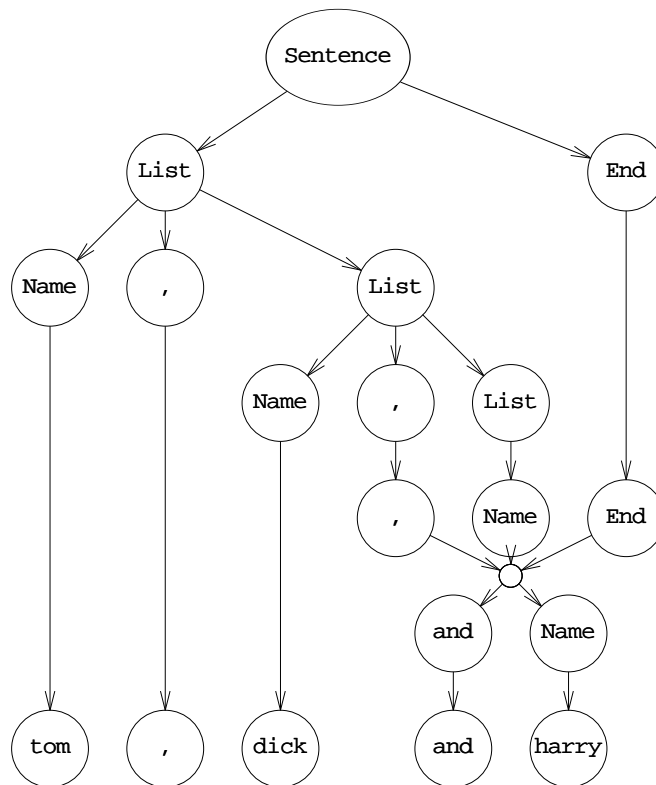 Sentence
List End
Name , List
Name , List
, Name End
and Name
tom , dick and harry